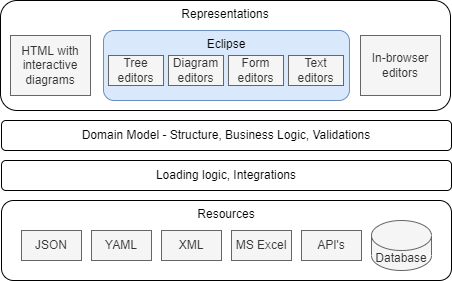 Representations
HTML with
interactive
diagrams
Eclipse
Tree
editors
Diagram
editors
Form
editors
Text
editors
In-browser
editors
Domain Model - Structure, Business Logic, Validations
Loading logic, Integrations
Resources
JSON
YAML
XML
MS Excel
API's
Database